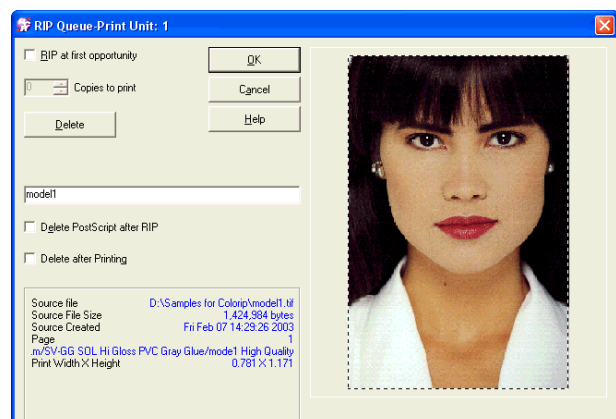 RIP Queue-Print Unit: 1
RIP at first opportunity
OK
0 Copies to print
Cancel
Delete
Help
model1
Delete PostScript after RIP
Delete after Printing
Source file D:\Samples for Colorip\model1.tif
Source File Size 1,424,984 bytes
Source Created Fri Feb 07 14:29:26 2003
Page 1
.m/SV-GG SOL Hi Gloss PVC Gray Glue/mode1 High Quality
Print Width X Height 0.781 X 1.171